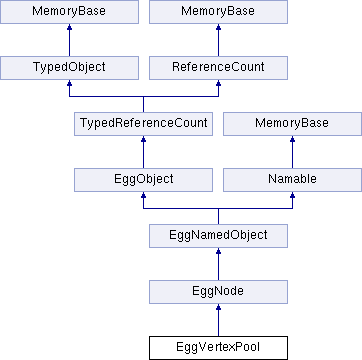 MemoryBase MemoryBase
TypedObject ReferenceCount
TypedReferenceCount MemoryBase
EggObject Namable
EggNamedObject
EggNode
EggVertexPool